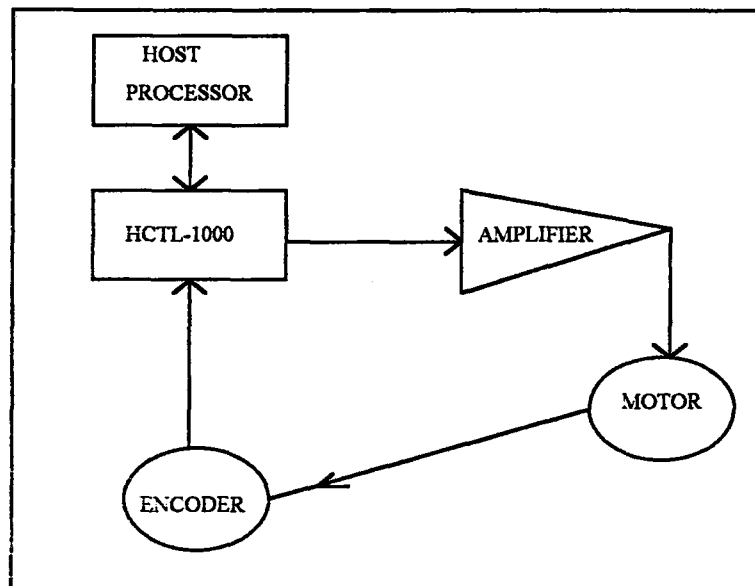 HOST
PROCESSOR
HCTL-1000
AMPLIFIER
MOTOR
ENCODER